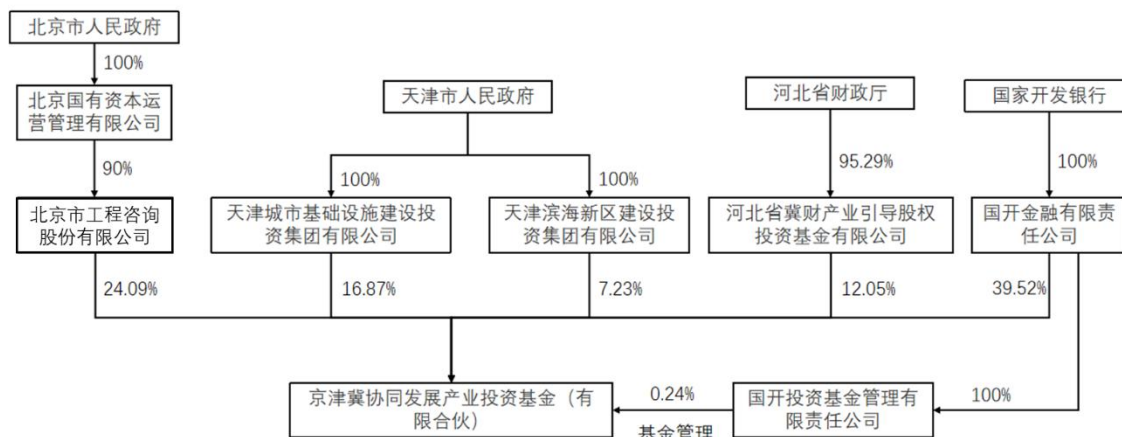 北京市人民政府
100%
北京国有资本运
营管理有限公司
天津市人民政府
河北省财政厅
国家开发银行
90%
100%
100%
95.29%
100%
北京市工程咨询
股份有限公司
天津城市基础设施建设投
资集团有限公司
天津滨海新区建设投
资集团有限公司
河北省冀财产业引导股权
投资基金有限公司
国开金融有限责
任公司
24.09%
16.87%
7.23%
12.05%
39.52%
京津冀协同发展产业投资基金（有
限合伙）
0.24%
基金管理
国开投资基金管理有
限责任公司
100%